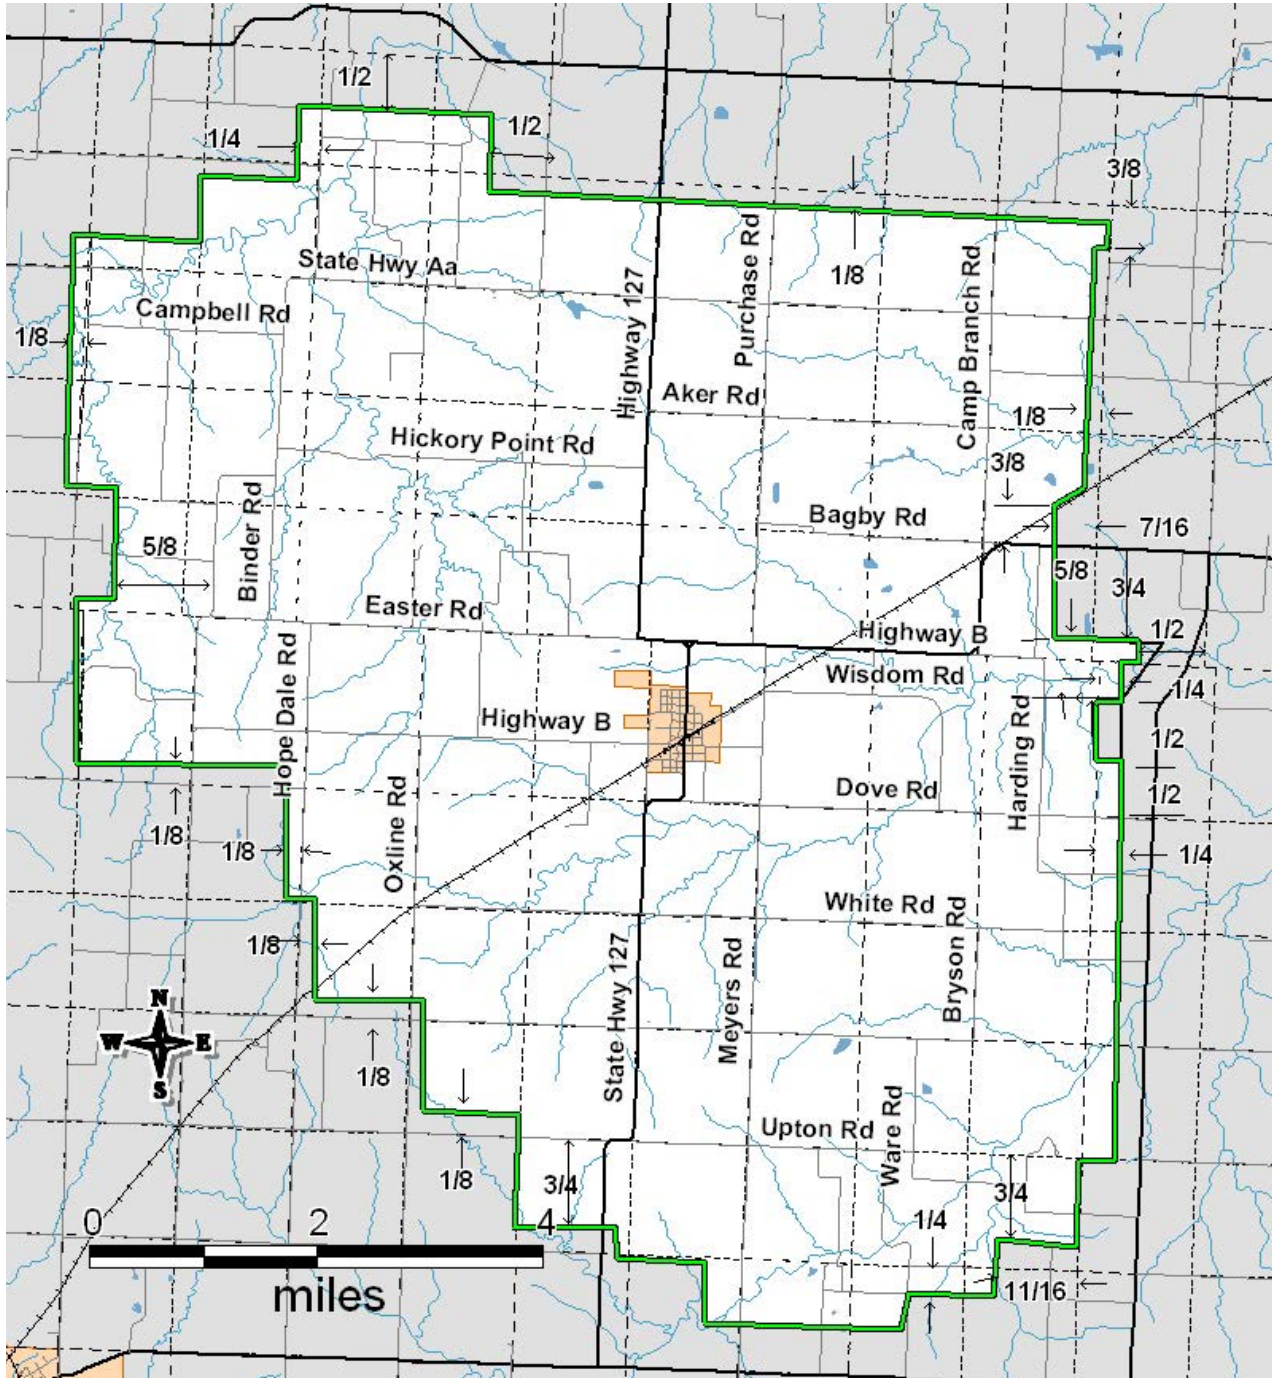 1/2
1/4
1/2
3/8
State Hwy Aa
Purchase Rd
1/8
Camp Branch Rd
Campbell Rd
1/8
Highway 127
Aker Rd
1/8
Hickory Point Rd
3/8
Binder Rd
Bagby Rd
7/16
5/8
5/8
3/4
Easter Rd
Highway B
1/2
Hope Dale Rd
Wisdom Rd
1/4
Highway B
Harding Rd
1/2
Oxline Rd
Dove Rd
1/2
1/8
1/8
1/4
White Rd
1/8
State Hwy 127
Meyers Rd
Bryson Rd
N
W
E
S
1/8
Upton Rd
Ware Rd
1/8
3/4
3/4
1/4
0
2
4
11/16
miles